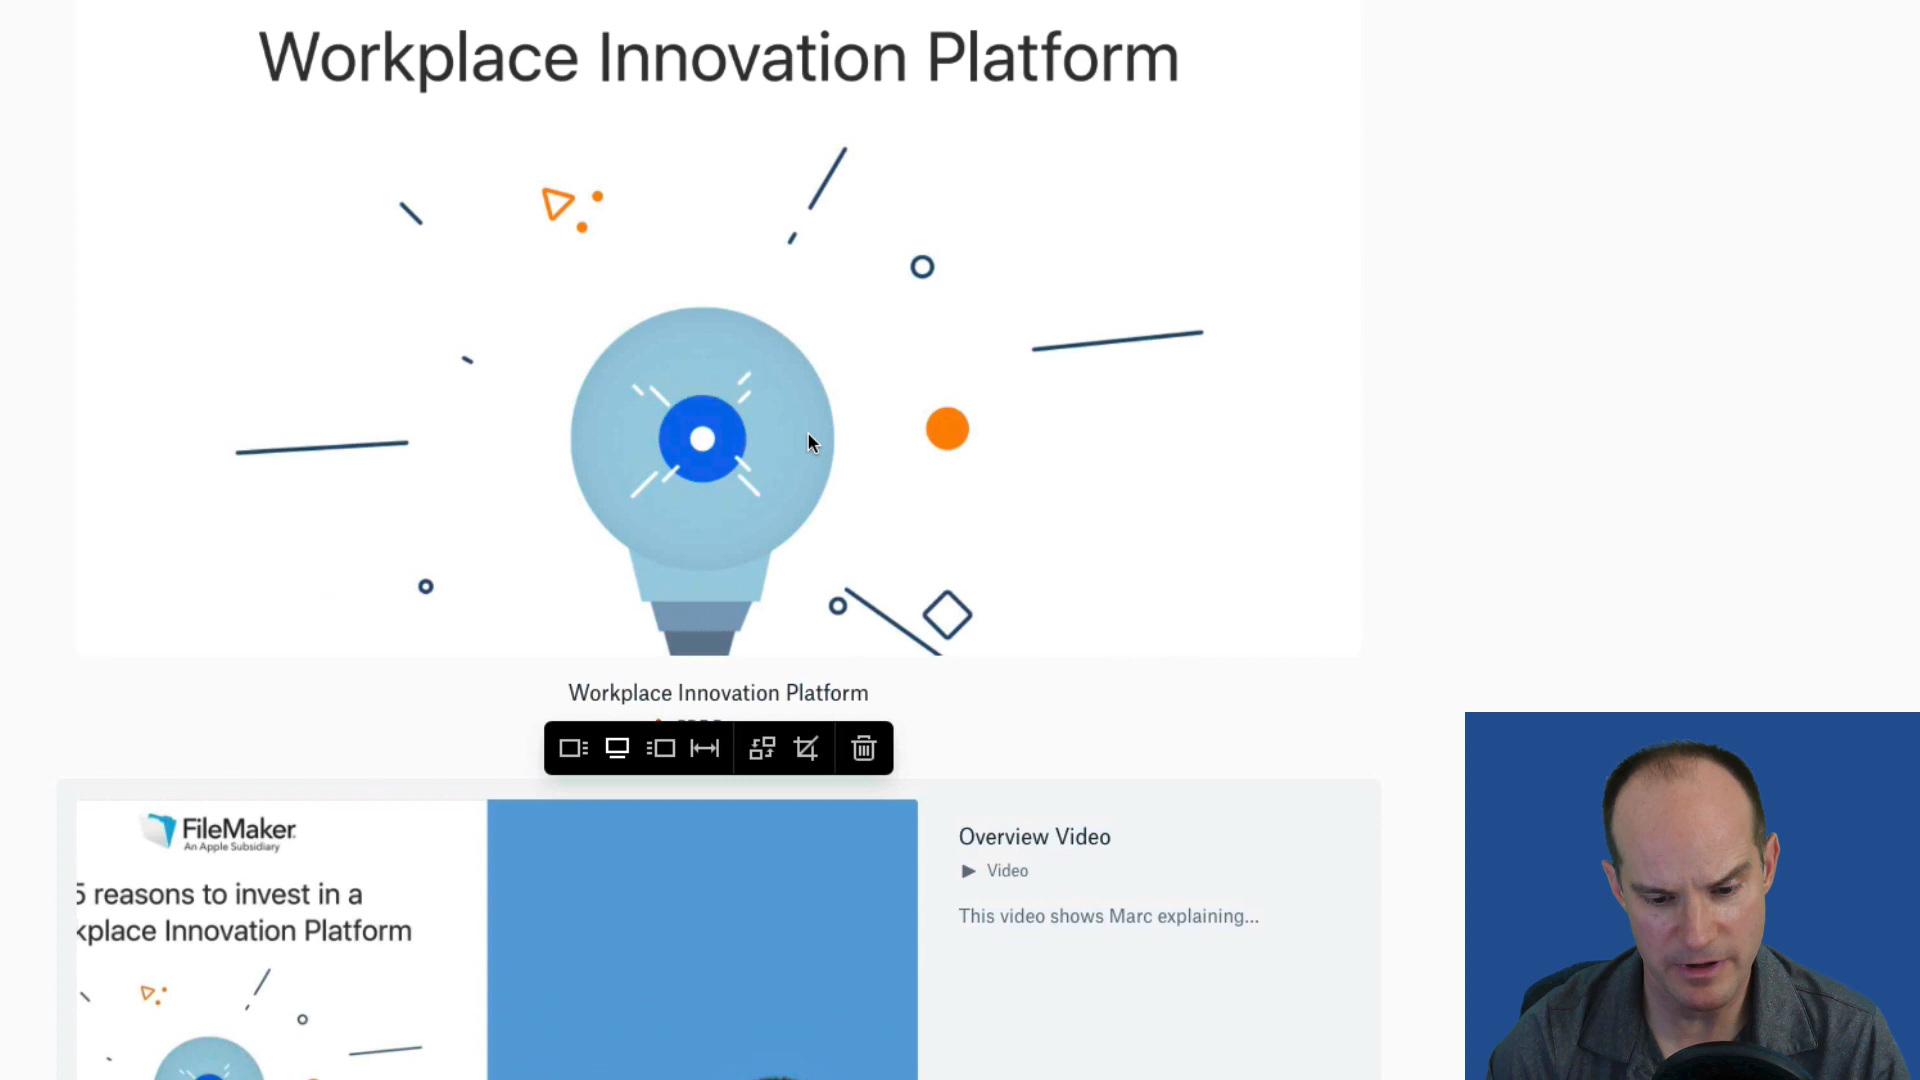 Workplace Innovation Platform
Workplace Innovation Platform
FileMaker
An Apple Subsidiary
5 reasons to invest in a
kplace Innovation Platform
Overview Video
Video
This video shows Marc explaining...